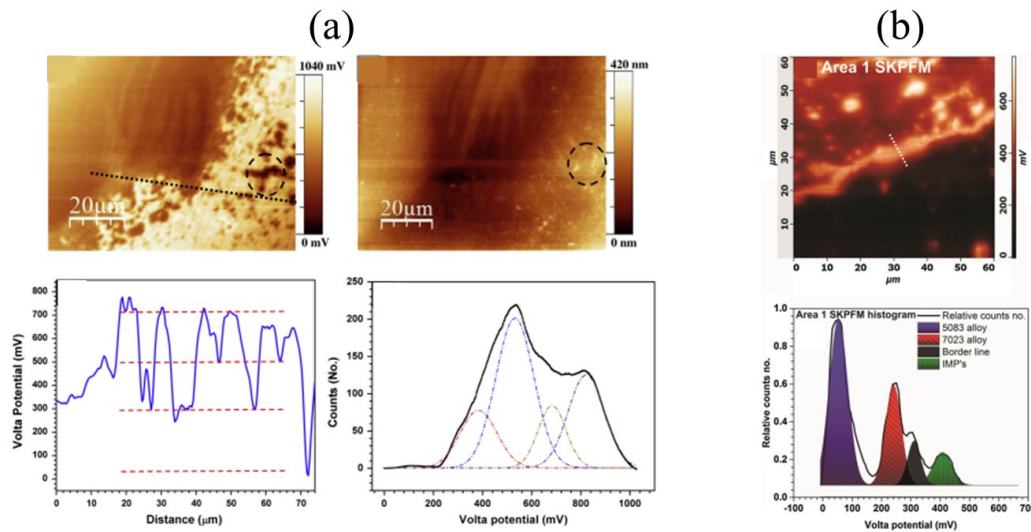 (a)
(b)
1040 mV
0 mV
20µm
420 nm
0 nm
20µm
Area 1 SKPFM
60
50
40
30
20
10
µm
0 10 20 30 40 50 60
µm
600
400
200
0
mV
800
700
600
500
400
300
200
100
0
Volta Potential (mV)
0 10 20 30 40 50 60 70
Distance (µm)
250
200
150
100
50
0
Counts (No.)
0 200 400 600 800 1000
Volta potential (mV)
Area 1 SKPFM histogram
Relative counts no.
5083 alloy
7023 alloy
Border line
IMP's
1.0
0.8
0.6
0.4
0.2
0.0
Relative counts no.
-100 0 100 200 300 400 500 600 700
Volta potential (mV)